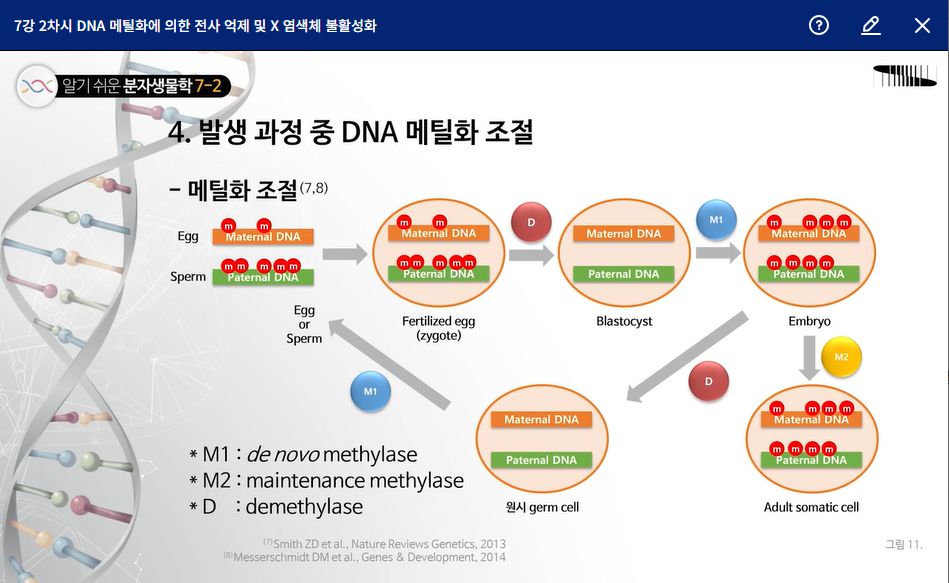 7강 2차시 DNA 메틸화에 의한 전사 억제 및 X 염색체 불활성화
알기 쉬운 분자생물학 7-2
4. 발생 과정 중 DNA 메틸화 조절
- 메틸화 조절(7,8)
Egg
m m
Maternal DNA
Sperm
m m m m m
Paternal DNA
m m
Maternal DNA
m m m m m
Paternal DNA
Fertilized egg
(zygote)
D
Maternal DNA
Paternal DNA
Blastocyst
M1
m m m m
Maternal DNA
m m m m
Paternal DNA
Embryo
Egg
or
Sperm
M1
D
M2
Maternal DNA
Paternal DNA
원시 germ cell
m m m m
Maternal DNA
m m m m
Paternal DNA
Adult somatic cell
* M1 : de novo methylase
* M2 : maintenance methylase
* D : demethylase
(7)Smith ZD et al., Nature Reviews Genetics, 2013
(8)Messerschmidt DM et al., Genes & Development, 2014
그림 11.